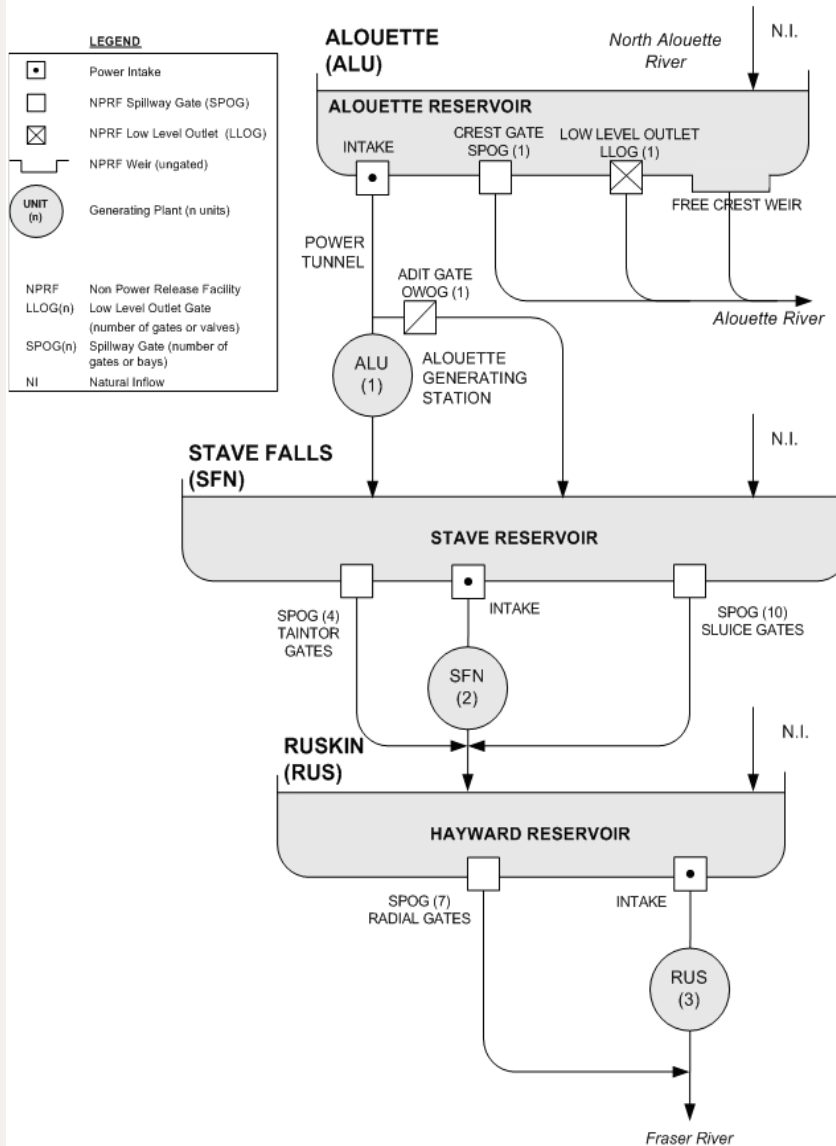 LEGEND
Power Intake
NPRF Spillway Gate (SPOG)
NPRF Low Level Outlet (LLOG)
NPRF Weir (ungated)
UNIT
(n)
Generating Plant (n units)
NPRF Non Power Release Facility
LLOG(n) Low Level Outlet Gate
(number of gates or valves)
SPOG(n) Spillway Gate (number of
gates or bays)
NI Natural Inflow
ALOUETTE
(ALU)
North Alouette
River
N.I.
ALOUETTE RESERVOIR
INTAKE
CREST GATE
SPOG (1)
LOW LEVEL OUTLET
LLOG (1)
FREE CREST WEIR
POWER
TUNNEL
ADIT GATE
OWOG (1)
Alouette River
ALU
(1)
ALOUETTE
GENERATING
STATION
STAVE FALLS
(SFN)
N.I.
STAVE RESERVOIR
SPOG (4)
TAINTOR
GATES
INTAKE
SPOG (10)
SLUICE GATES
SFN
(2)
RUSKIN
(RUS)
N.I.
HAYWARD RESERVOIR
SPOG (7)
RADIAL GATES
INTAKE
RUS
(3)
Fraser River